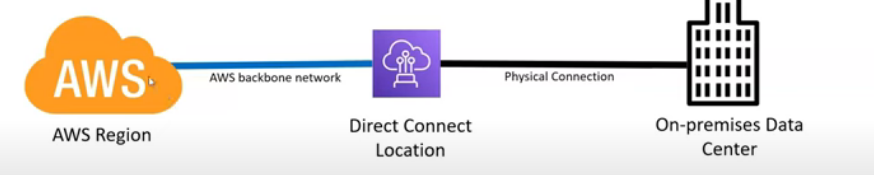 AWS
AWS backbone network
Physical Connection
AWS Region
Direct Connect
Location
On-premises Data
Center